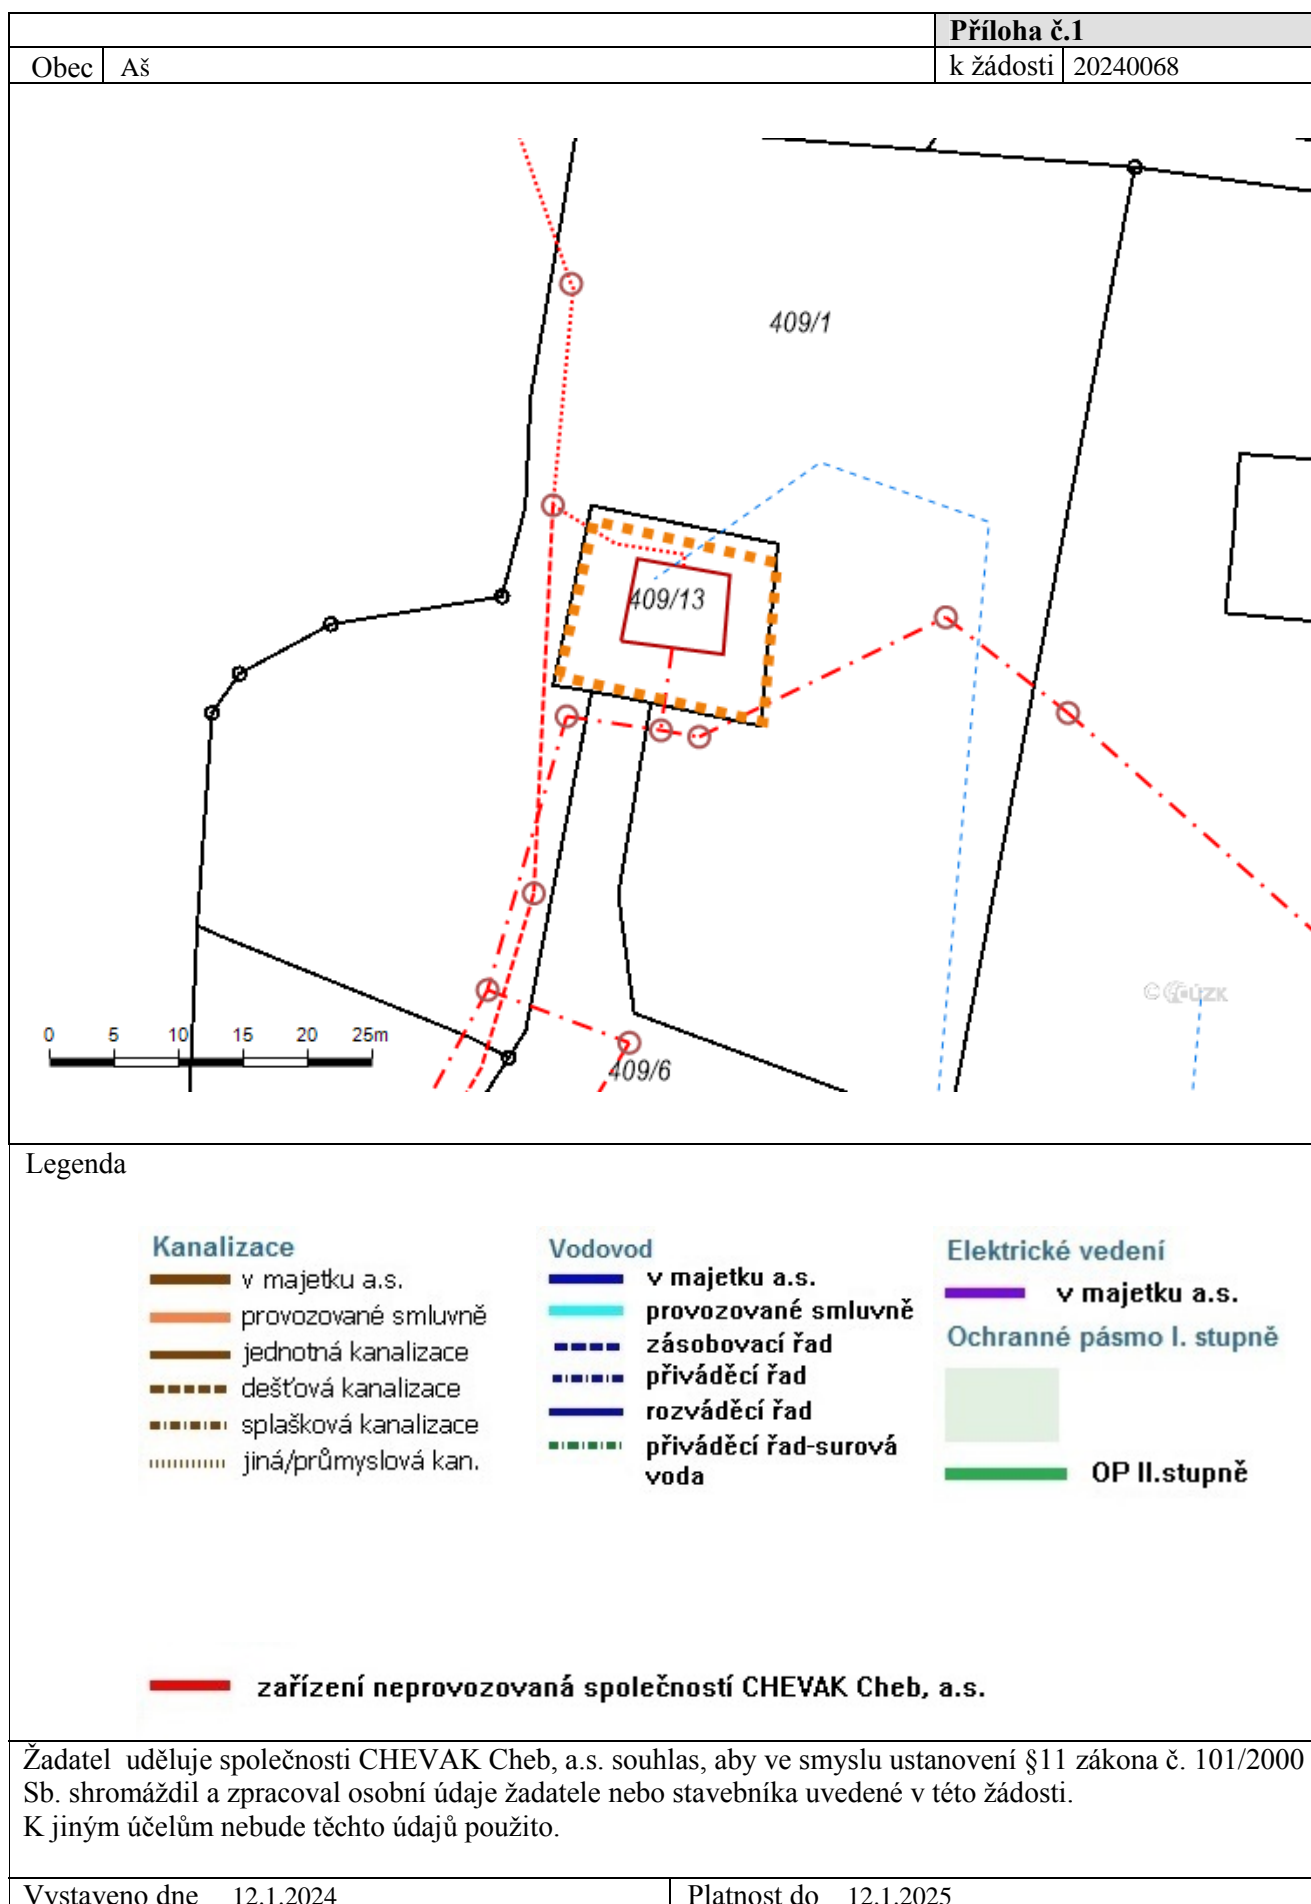 Příloha č.1
Obec Aš k žádosti 20240068
409/1
409/13
© ČÚZK
0 5 10 15 20 25m
409/6
Legenda
Kanalizace
v majetku a.s.
provozované smluvně
jednotná kanalizace
dešťová kanalizace
splašková kanalizace
jiná/průmyslová kan.
Vodovod
v majetku a.s.
provozované smluvně
zásobovací řad
přiváděcí řad
rozváděcí řad
přiváděcí řad-surová
voda
Elektrické vedení
v majetku a.s.
Ochranné pásmo I. stupně
OP II.stupně
zařízení neprovozovaná společností CHEVAK Cheb, a.s.
Žadatel uděluje společnosti CHEVAK Cheb, a.s. souhlas, aby ve smyslu ustanovení §11 zákona č. 101/2000
Sb. shromáždil a zpracoval osobní údaje žadatele nebo stavebníka uvedené v této žádosti.
K jiným účelům nebude těchto údajů použito.
Vystaveno dne 12.1.2024 Platnost do 12.1.2025